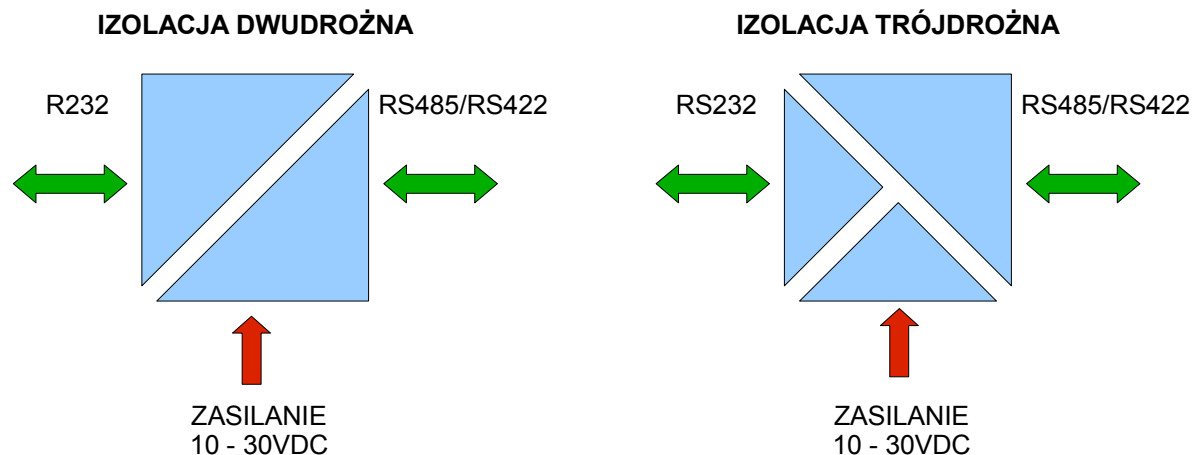 IZOLACJA DWUDROŻNA
R232
RS485/RS422
ZASILANIE
10 - 30VDC
IZOLACJA TRÓJDROŻNA
RS232
RS485/RS422
ZASILANIE
10 - 30VDC